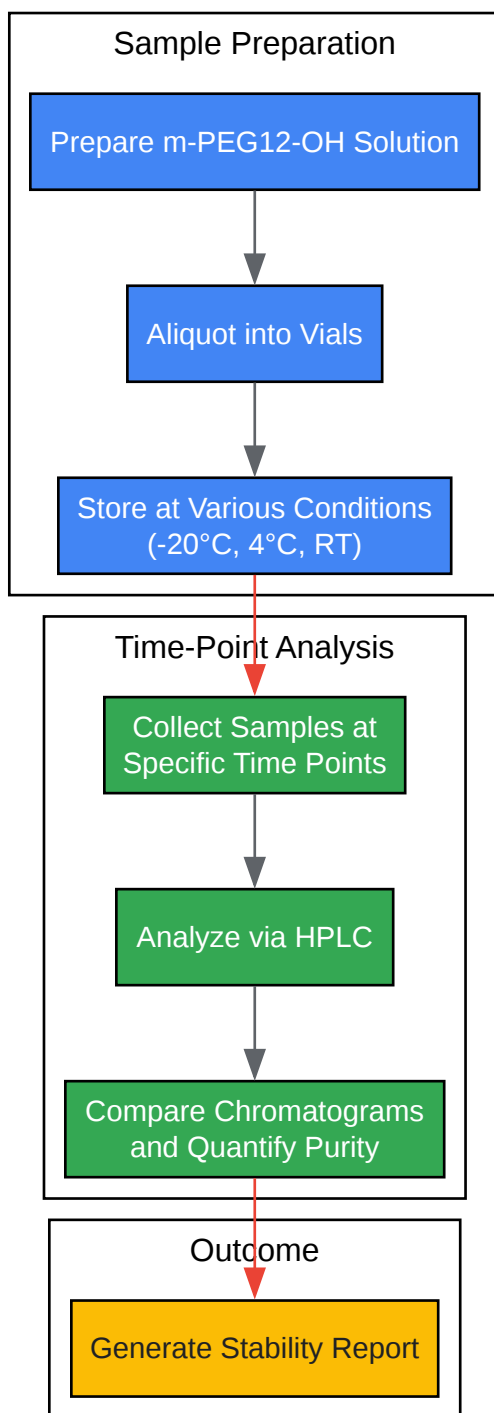 Sample Preparation
Prepare m-PEG12-OH Solution
Aliquot into Vials
Store at Various Conditions
(-20°C, 4°C, RT)
Time-Point Analysis
Collect Samples at
Specific Time Points
Analyze via HPLC
Compare Chromatograms
and Quantify Purity
Outcome
Generate Stability Report